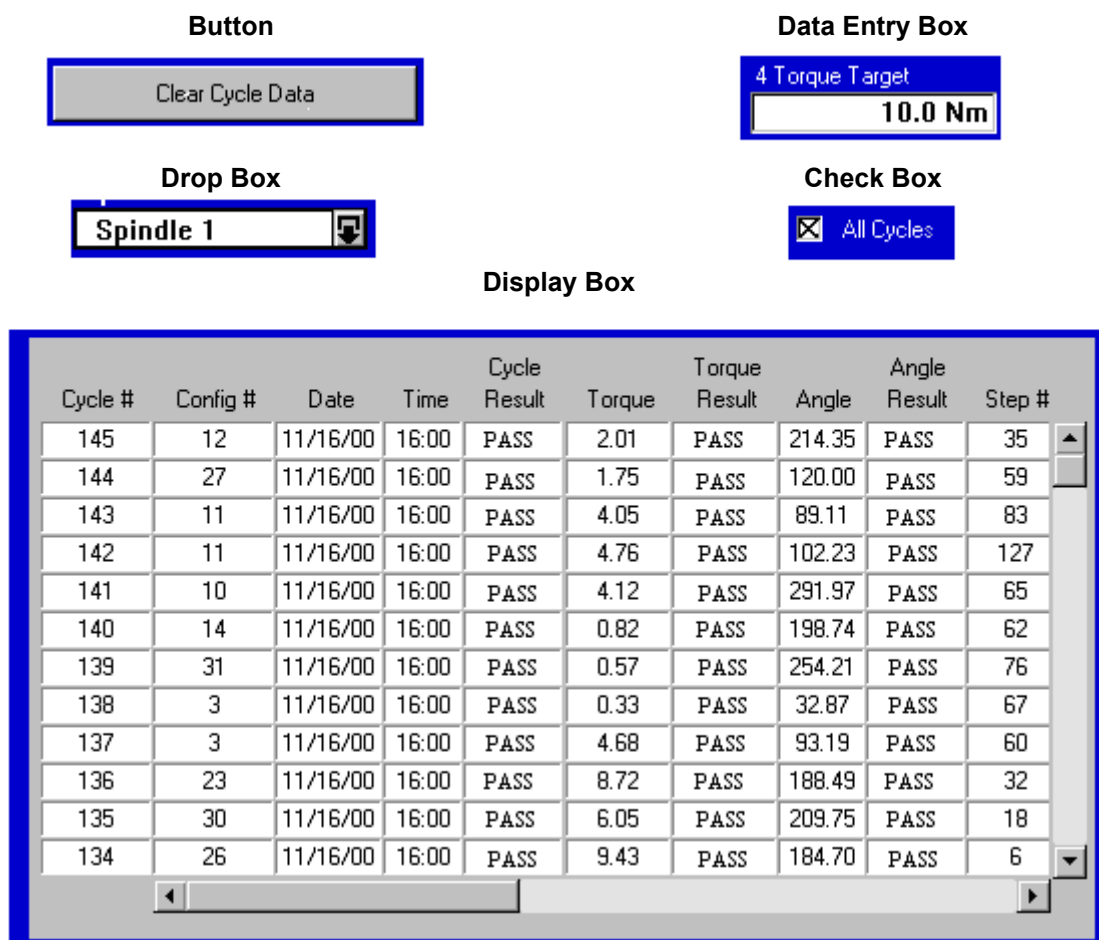 Button
Data Entry Box
Clear Cycle Data
4 Torque Target
10.0 Nm
Drop Box
Check Box
Spindle 1
All Cycles
Display Box
Cycle Torque Angle
Cycle # Config # Date Time Result Torque Result Angle Result Step #
145 12 11/16/00 16:00 PASS 2.01 PASS 214.35 PASS 35
144 27 11/16/00 16:00 PASS 1.75 PASS 120.00 PASS 59
143 11 11/16/00 16:00 PASS 4.05 PASS 89.11 PASS 83
142 11 11/16/00 16:00 PASS 4.76 PASS 102.23 PASS 127
141 10 11/16/00 16:00 PASS 4.12 PASS 291.97 PASS 65
140 14 11/16/00 16:00 PASS 0.82 PASS 198.74 PASS 62
139 31 11/16/00 16:00 PASS 0.57 PASS 254.21 PASS 76
138 3 11/16/00 16:00 PASS 0.33 PASS 32.87 PASS 67
137 3 11/16/00 16:00 PASS 4.68 PASS 93.19 PASS 60
136 23 11/16/00 16:00 PASS 8.72 PASS 188.49 PASS 32
135 30 11/16/00 16:00 PASS 6.05 PASS 209.75 PASS 18
134 26 11/16/00 16:00 PASS 9.43 PASS 184.70 PASS 6